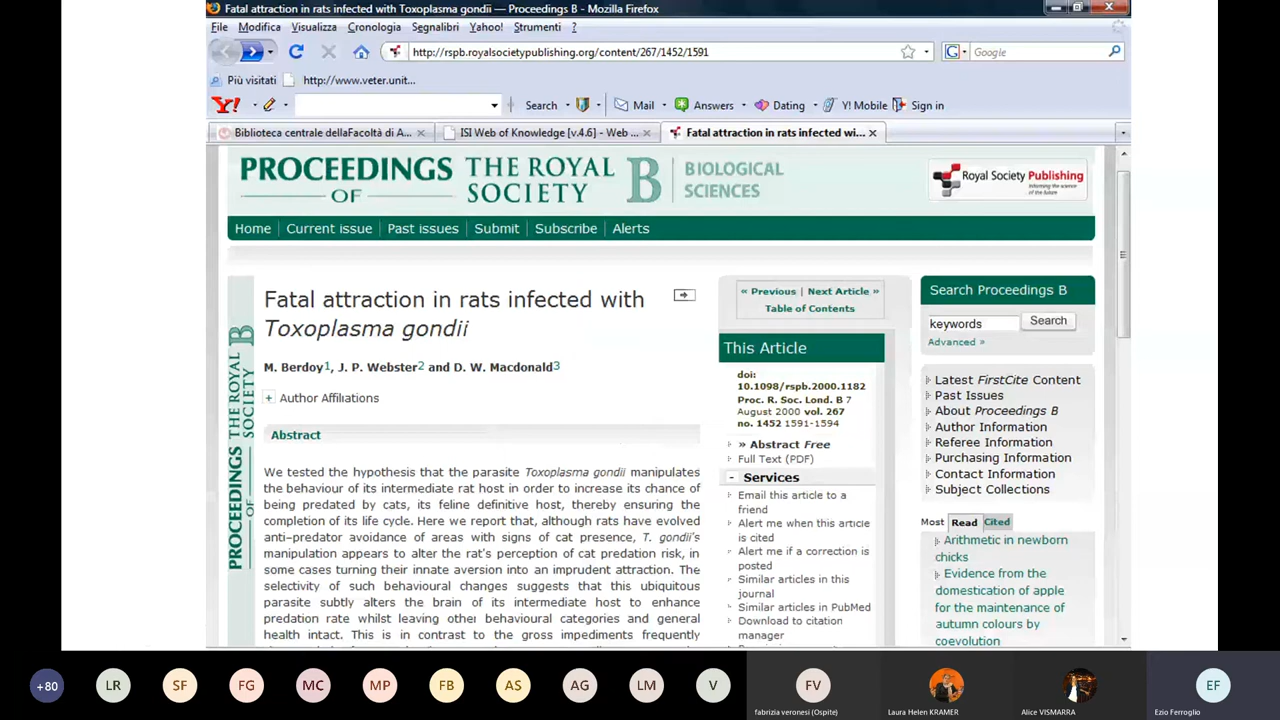 Fatal attraction in rats infected with Toxoplasma gondii — Proceedings B - Mozilla Firefox
File Modifica Visualizza Cronologia Segnalibri Yahoo! Strumenti ?
http://rspb.royalsocietypublishing.org/content/267/1452/1591
Google
Più visitati http://www.veter.unit...
Y! Search Mail Answers Dating Y! Mobile Sign in
Biblioteca centrale dellaFacoltà di A... ISI Web of Knowledge [v.4.6] - Web ... Fatal attraction in rats infected wi...
PROCEEDINGS OF THE ROYAL SOCIETY B BIOLOGICAL SCIENCES
Royal Society Publishing
Informing the science of the future
Home Current issue Past issues Submit Subscribe Alerts
PROCEEDINGS OF THE ROYAL SOCIETY B
Fatal attraction in rats infected with
Toxoplasma gondii
M. Berdoy1, J. P. Webster2 and D. W. Macdonald3
+ Author Affiliations
Abstract
We tested the hypothesis that the parasite Toxoplasma gondii manipulates
the behaviour of its intermediate rat host in order to increase its chance of
being predated by cats, its feline definitive host, thereby ensuring the
completion of its life cycle. Here we report that, although rats have evolved
anti-predator avoidance of areas with signs of cat presence, T. gondii's
manipulation appears to alter the rat's perception of cat predation risk, in
some cases turning their innate aversion into an imprudent attraction. The
selectivity of such behavioural changes suggests that this ubiquitous
parasite subtly alters the brain of its intermediate host to enhance
predation rate whilst leaving other behavioural categories and general
health intact. This is in contrast to the gross impediments frequently
« Previous | Next Article »
Table of Contents
This Article
doi:
10.1098/rspb.2000.1182
Proc. R. Soc. Lond. B 7
August 2000 vol. 267
no. 1452 1591-1594
» Abstract Free
Full Text (PDF)
- Services
Email this article to a
friend
Alert me when this article
is cited
Alert me if a correction is
posted
Similar articles in this
journal
Similar articles in PubMed
Download to citation
manager
Search Proceedings B
keywords Search
Advanced »
Latest FirstCite Content
Past Issues
About Proceedings B
Author Information
Referee Information
Purchasing Information
Contact Information
Subject Collections
Most Read Cited
Arithmetic in newborn
chicks
Evidence from the
domestication of apple
for the maintenance of
autumn colours by
coevolution
+80 LR SF FG MC MP FB AS AG LM V FV EF
fabrizia veronesi (Ospite) Laura Helen KRAMER Alice VISMARRA Ezio Ferroglio